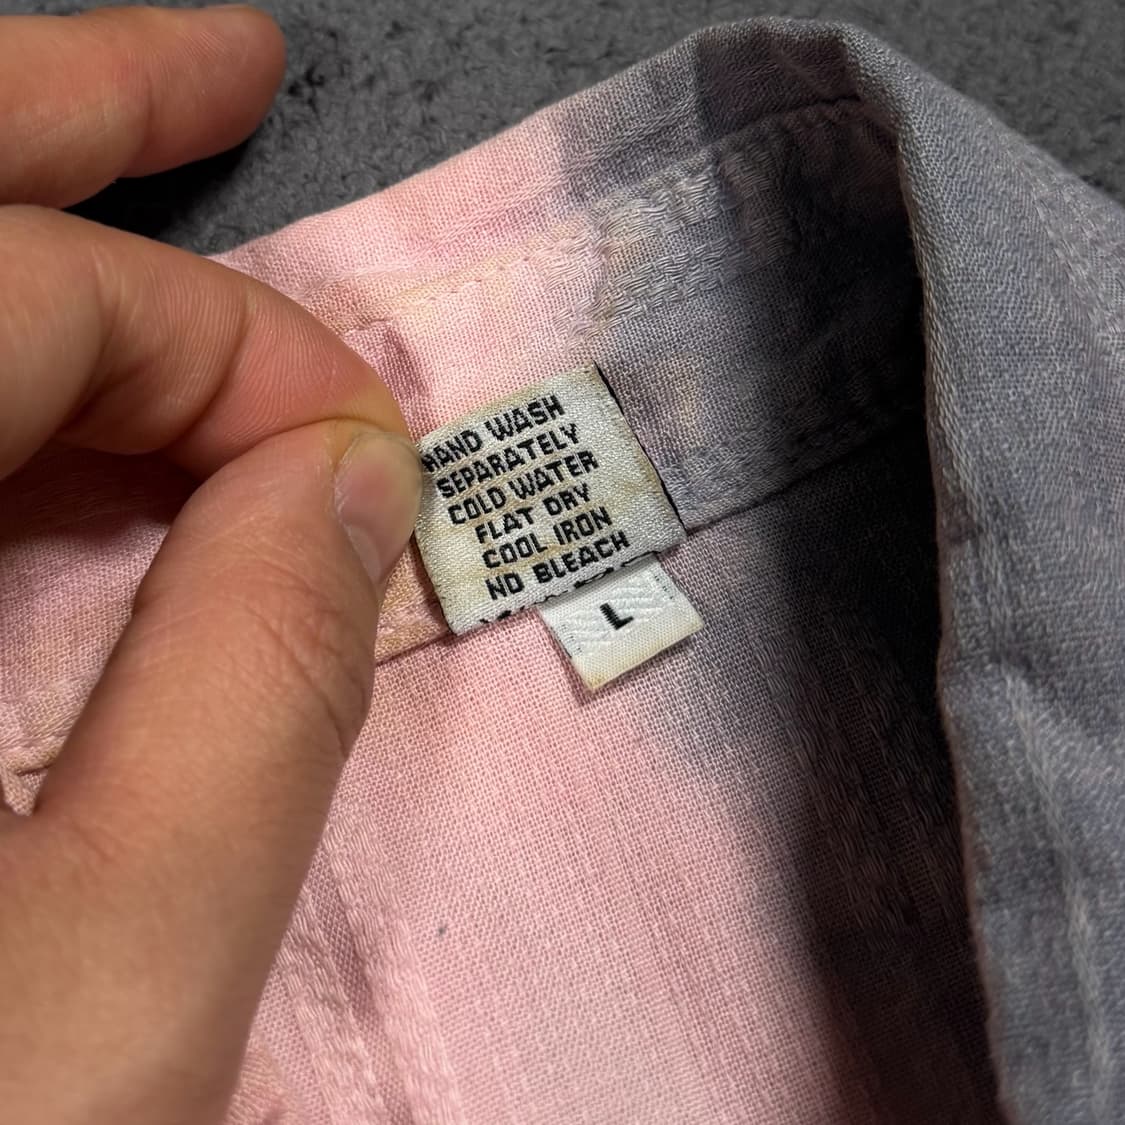 HAND WASH
SEPARATELY
COLD WATER
FLAT DRY
COOL IRON
NO BLEACH
L